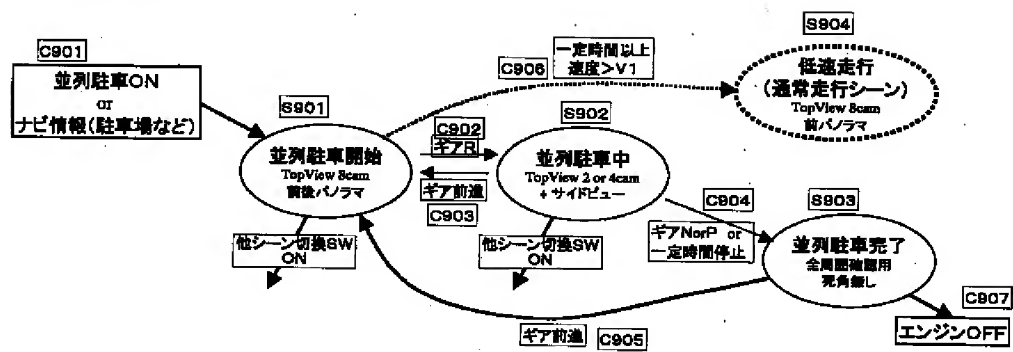 C901
並列駐車ON
or
ナビ情報(駐車場など)
S901
並列駐車開始
TopView 8cam
前後パノラマ
他シーン切換SW
ON
C906
一定時間以上
速度>V1
S904
低速走行
(通常走行シーン)
TopView 8cam
前パノラマ
C902
ギアR
ギア前進
C903
S902
並列駐車中
TopView 2 or 4cam
+サイドビュー
他シーン切換SW
ON
C904
ギアNorP or
一定時間停止
S903
並列駐車完了
全周囲確認用
死角無し
C907
エンジンOFF
ギア前進
C905